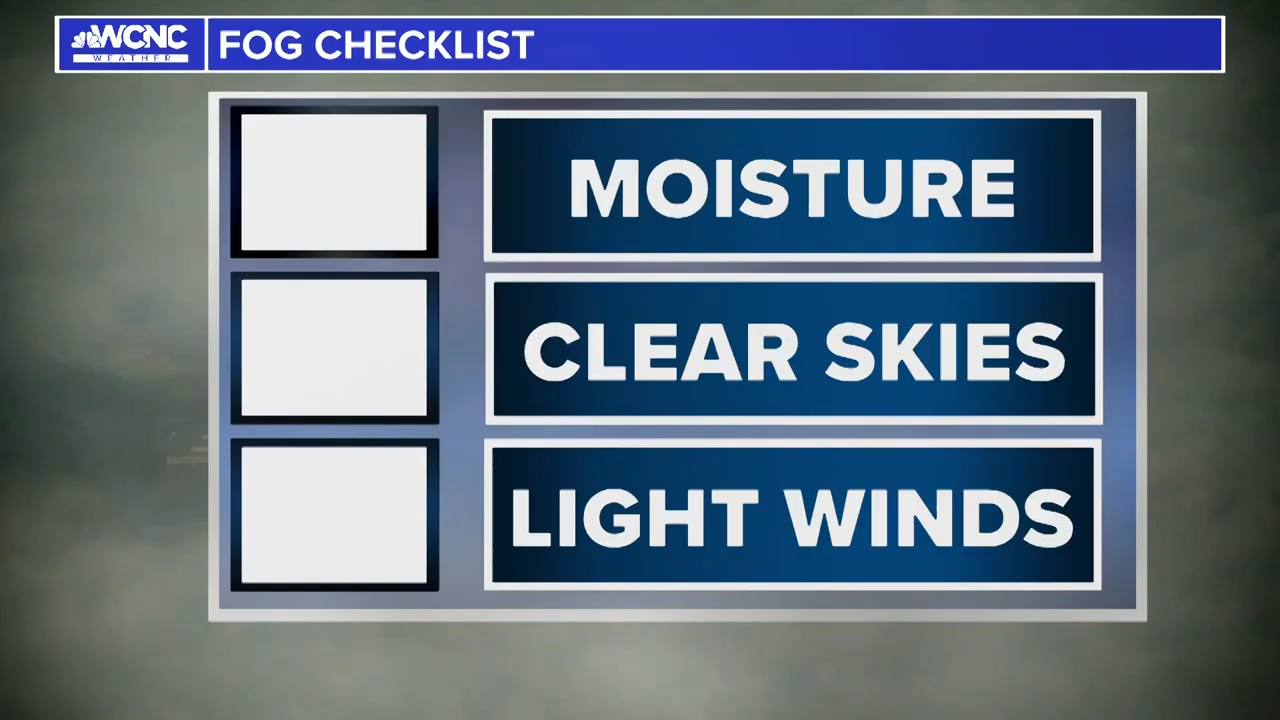 WCNC
WEATHER
FOG CHECKLIST
MOISTURE
CLEAR SKIES
LIGHT WINDS